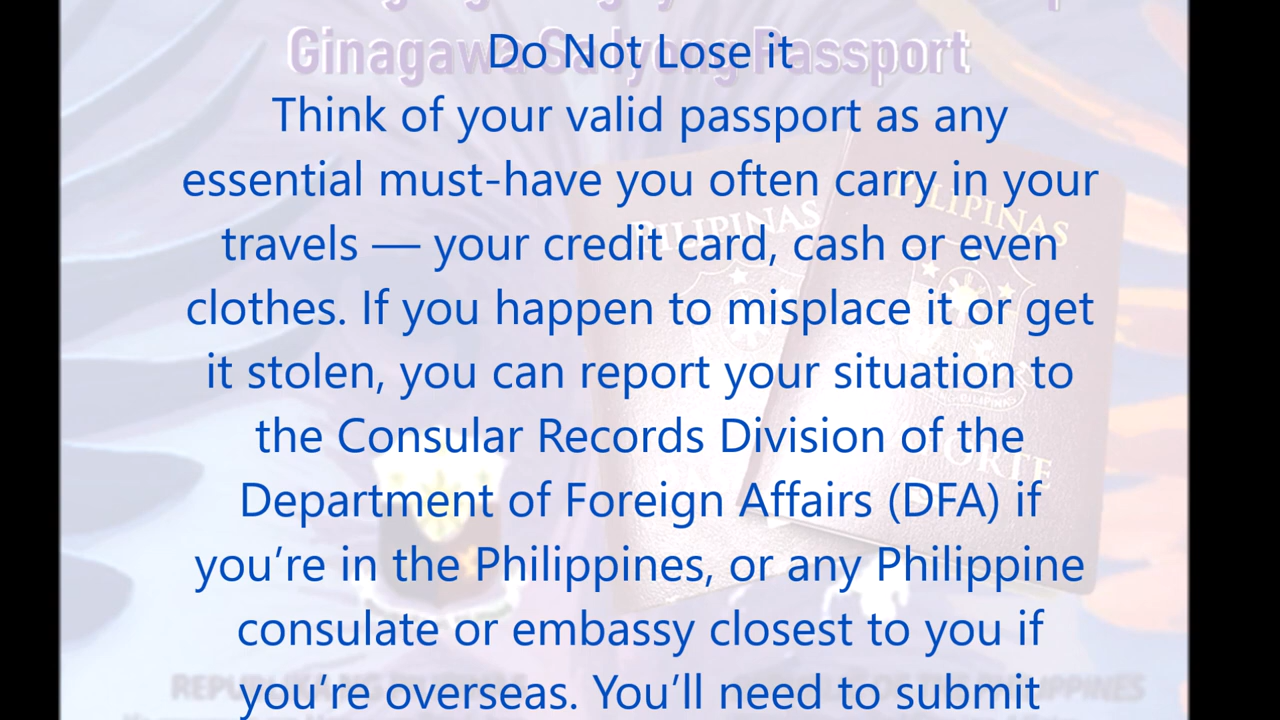 Ginagawa Sa Iyong Passport
Do Not Lose it
Think of your valid passport as any
essential must-have you often carry in your
travels — your credit card, cash or even
clothes. If you happen to misplace it or get
it stolen, you can report your situation to
the Consular Records Division of the
Department of Foreign Affairs (DFA) if
you’re in the Philippines, or any Philippine
consulate or embassy closest to you if
you’re overseas. You’ll need to submit
PILIPINAS
PILIPINAS